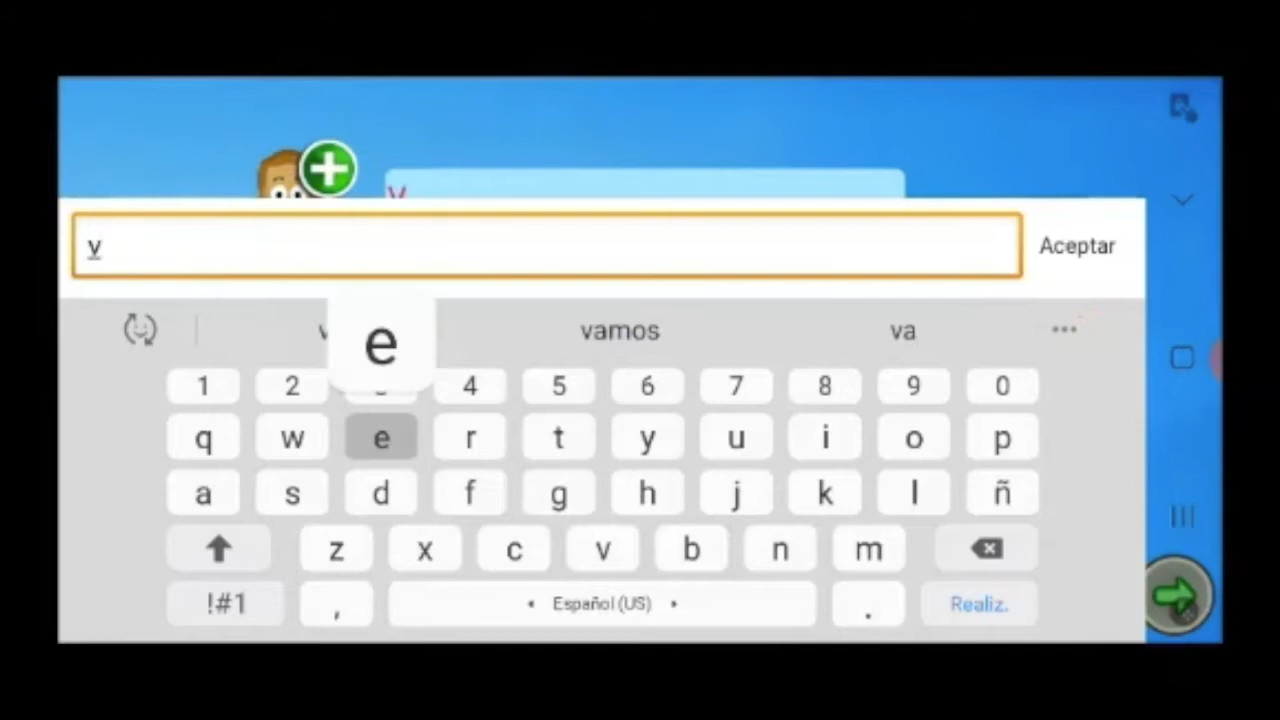 v
v
Aceptar
e
vamos
va
1 2 4 5 6 7 8 9 0
q w e r t y u i o p
a s d f g h j k l ñ
z x c v b n m
!#1 , Español (US) . Realiz.